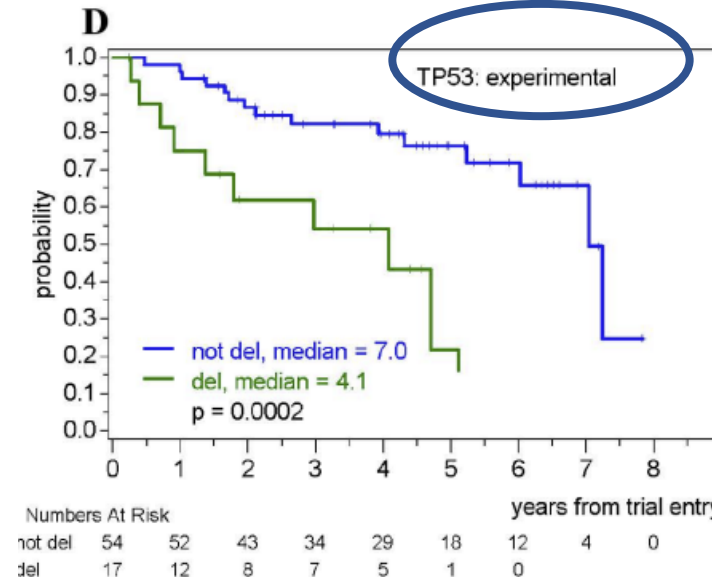 D
TP53: experimental
probability
1.0
0.9
0.8
0.7
0.6
0.5
0.4
0.3
0.2
0.1
0.0
not del, median = 7.0
del, median = 4.1
p = 0.0002
0 1 2 3 4 5 6 7 8
years from trial entry
Numbers At Risk
not del 54 52 43 34 29 18 12 4 0
del 17 12 8 7 5 1 0